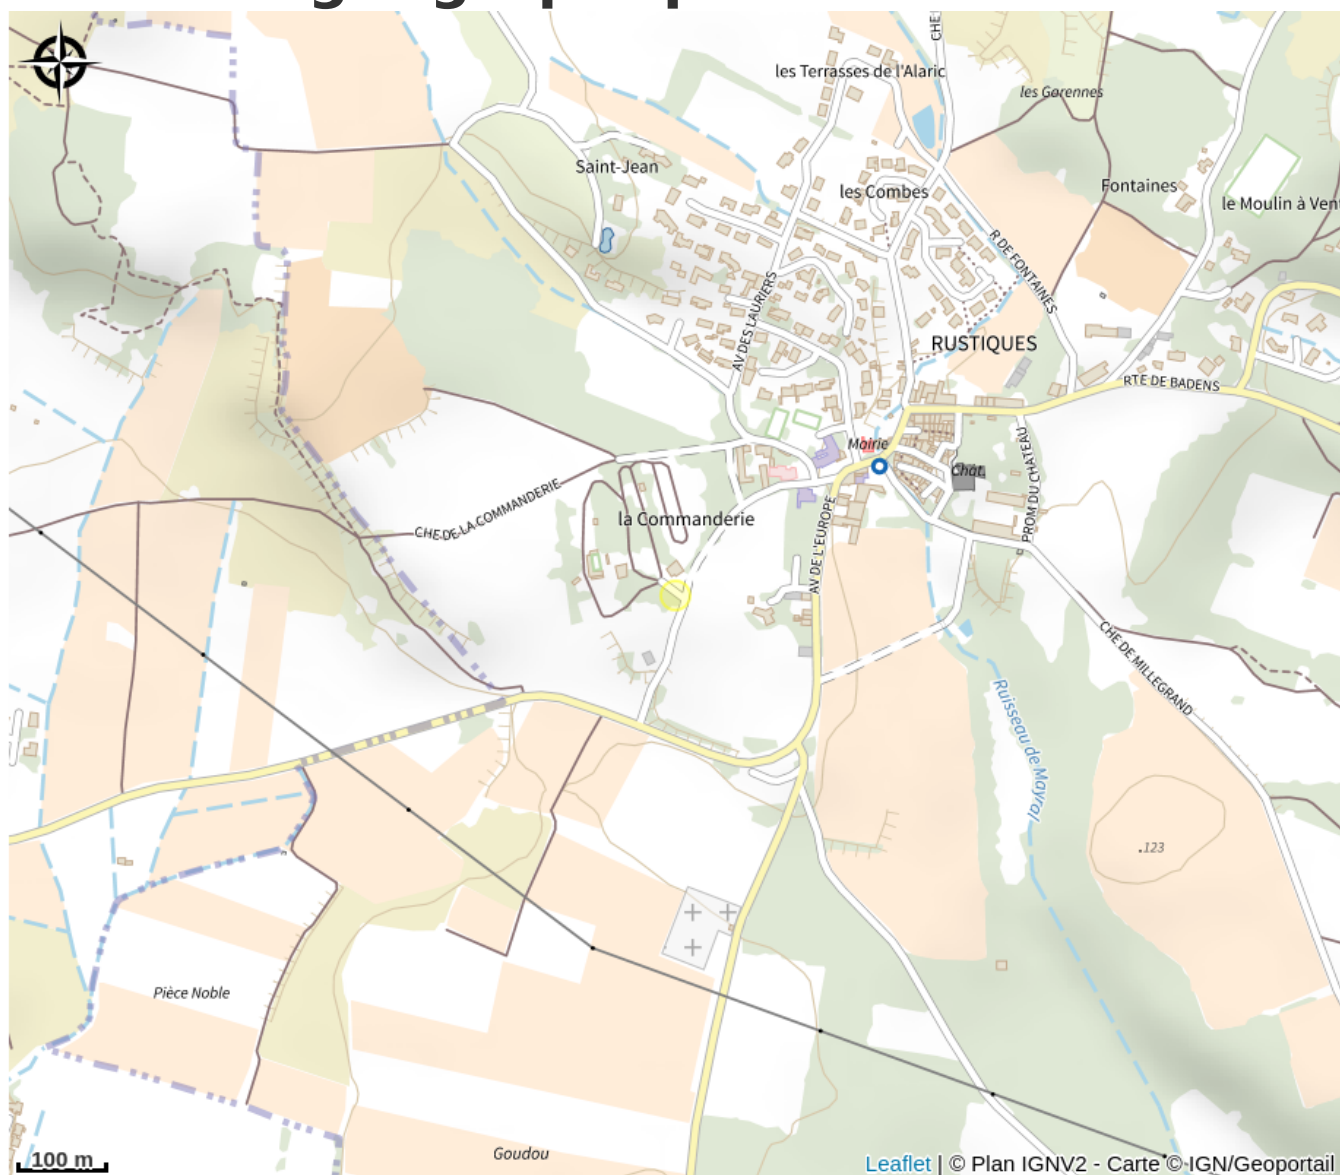 les Terrasses de l'Alaric
CHE
les Garennes
Saint-Jean
les Combes
Fontaines
le Moulin à Vent
R DE FONTAINES
AV DES LAURIERS
RUSTIQUES
RTE DE BADENS
Mairie
Chât.
PROM DU CHATEAU
CHE DE LA COMMANDERIE
la Commanderie
AV DE L'EUROPE
CHE DE MILLEGRAND
Ruisseau de Mayral
.123
Pièce Noble
Goudou
100 m
Leaflet | © Plan IGNV2 - Carte © IGN/Geoportail